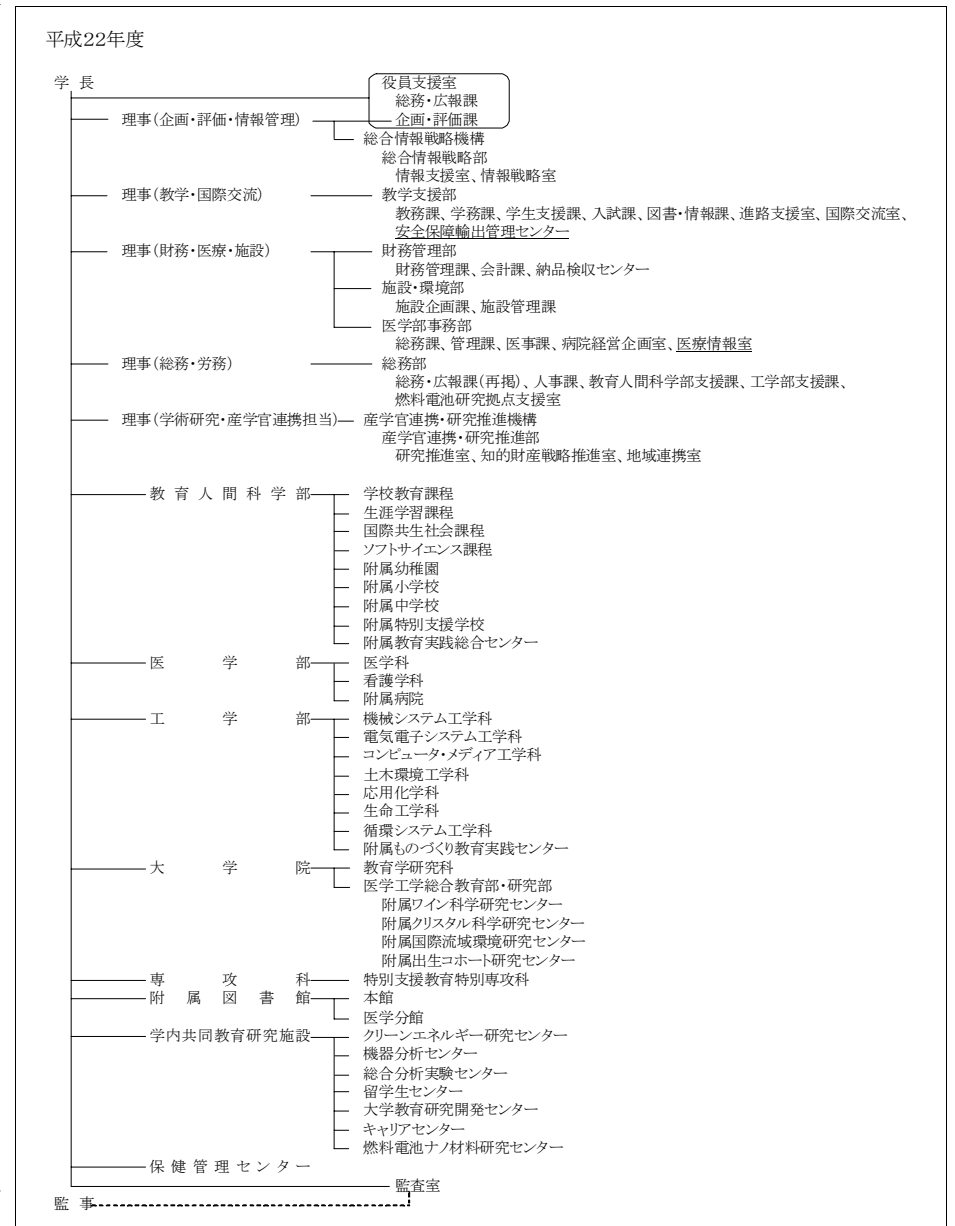 平成22年度
学 長
役員支援室
総務・広報課
理事(企画・評価・情報管理)
企画・評価課
総合情報戦略機構
総合情報戦略部
情報支援室、情報戦略室
理事(教学・国際交流)
教学支援部
教務課、学務課、学生支援課、入試課、図書・情報課、進路支援室、国際交流室、
安全保障輸出管理センター
理事(財務・医療・施設)
財務管理部
財務管理課、会計課、納品検収センター
施設・環境部
施設企画課、施設管理課
医学部事務部
総務課、管理課、医事課、病院経営企画室、医療情報室
理事(総務・労務)
総務部
総務・広報課(再掲)、人事課、教育人間科学部支援課、工学部支援課、
燃料電池研究拠点支援室
理事(学術研究・産学官連携担当)
産学官連携・研究推進機構
産学官連携・研究推進部
研究推進室、知的財産戦略推進室、地域連携室
教 育 人 間 科 学 部
学校教育課程
生涯学習課程
国際共生社会課程
ソフトサイエンス課程
附属幼稚園
附属小学校
附属中学校
附属特別支援学校
附属教育実践総合センター
医 学 部
医学科
看護学科
附属病院
工 学 部
機械システム工学科
電気電子システム工学科
コンピュータ・メディア工学科
土木環境工学科
応用化学科
生命工学科
循環システム工学科
附属ものづくり教育実践センター
大 学 院
教育学研究科
医学工学総合教育部・研究部
附属ワイン科学研究センター
附属クリスタル科学研究センター
附属国際流域環境研究センター
附属出生コホート研究センター
専 攻 科
特別支援教育特別専攻科
附 属 図 書 館
本館
医学分館
学内共同教育研究施設
クリーンエネルギー研究センター
機器分析センター
総合分析実験センター
留学生センター
大学教育研究開発センター
キャリアセンター
燃料電池ナノ材料研究センター
保 健 管 理 セ ン タ ー
監査室
監 事